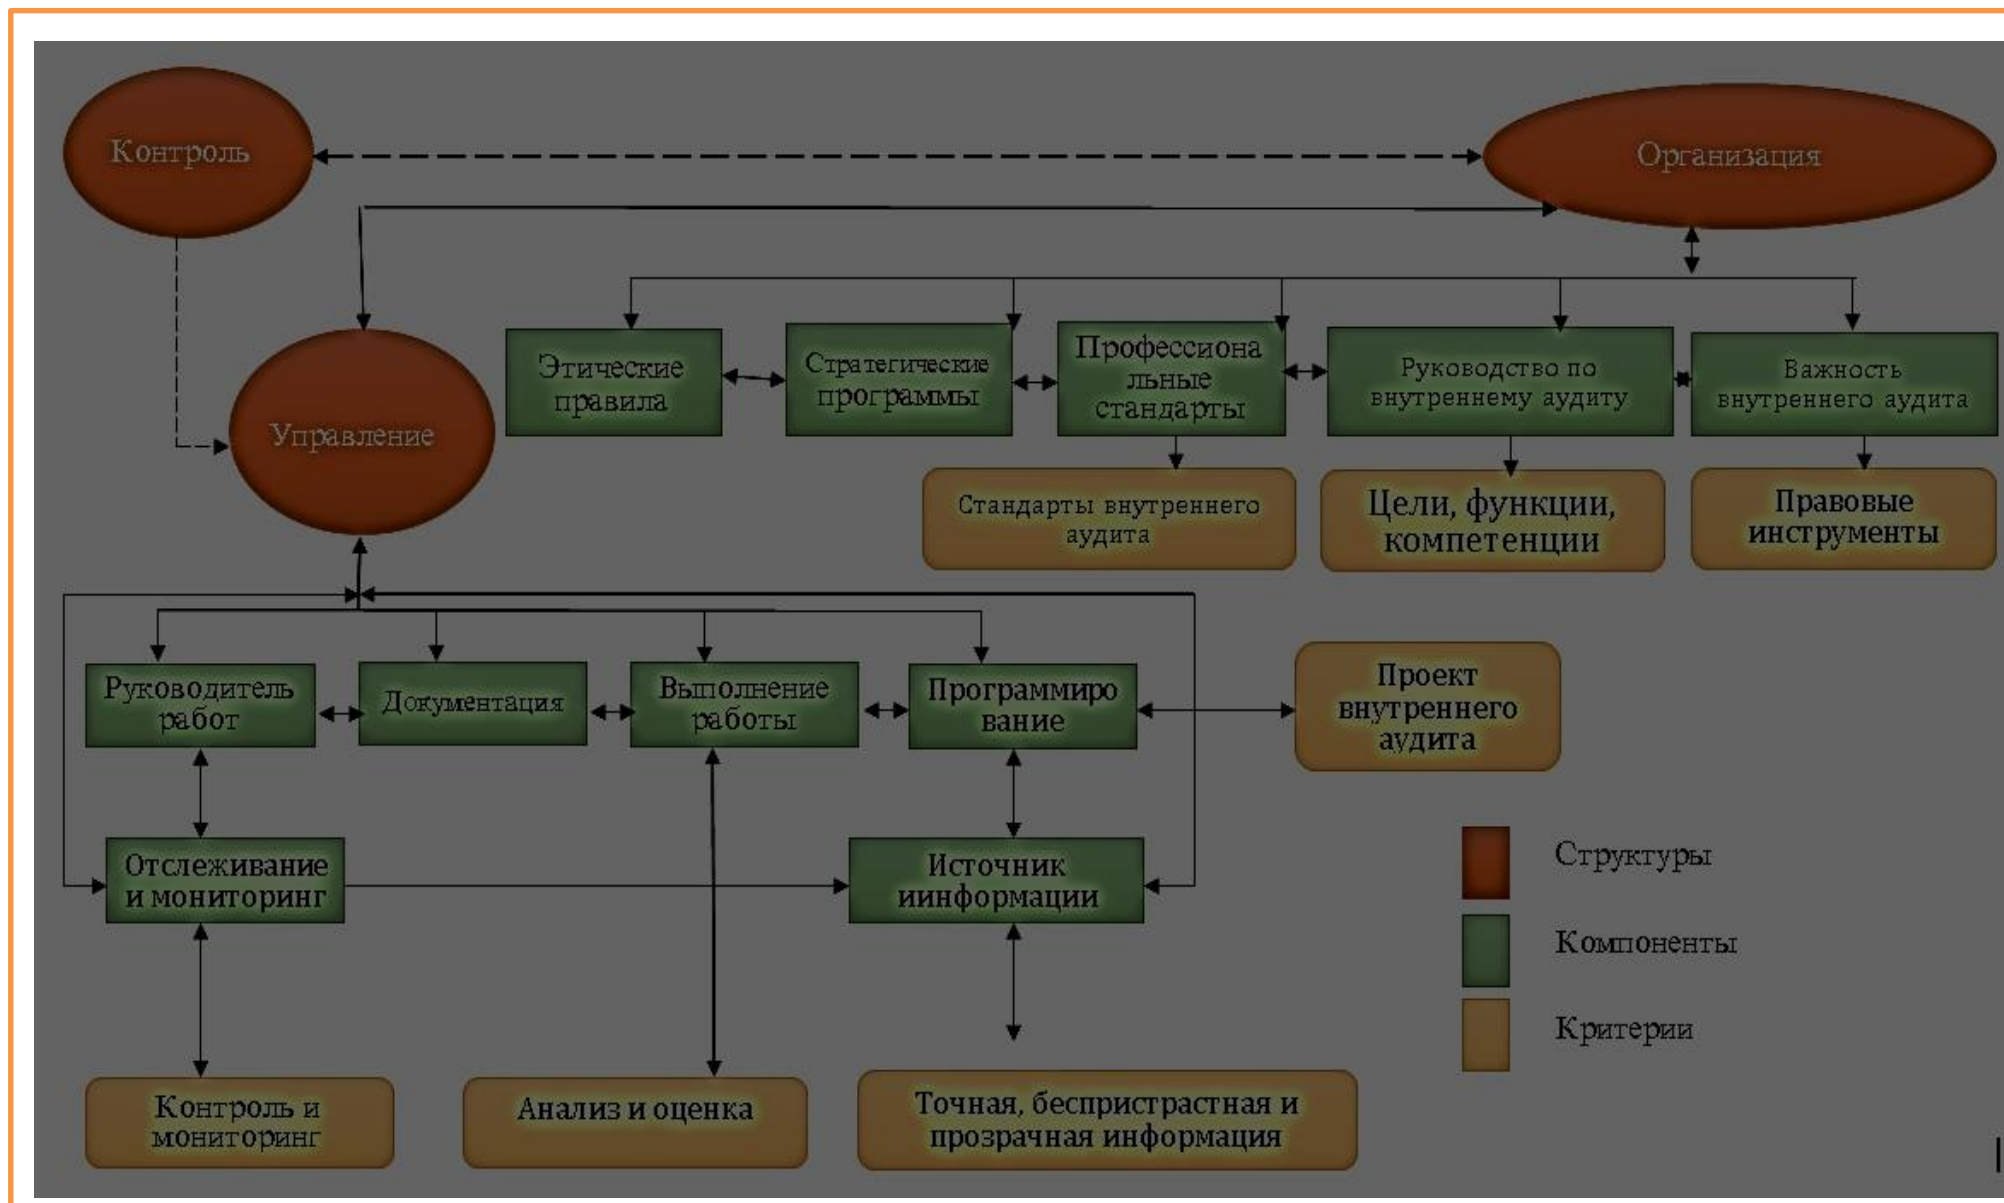 Контроль
Организация
Управление
Этические
правила
Стратегические
программы
Профессиона
льные
стандарты
Руководство по
внутреннему аудиту
Важность
внутреннего аудита
Стандарты внутреннего
аудита
Цели, функции,
компетенции
Правовые
инструменты
Руководитель
работ
Документация
Выполнение
работы
Программиро
вание
Проект
внутреннего
аудита
Отслеживание
и мониторинг
Источник
иинформации
Структуры
Компоненты
Критерии
Контроль и
мониторинг
Анализ и оценка
Точная, беспристрастная и
прозрачная информация